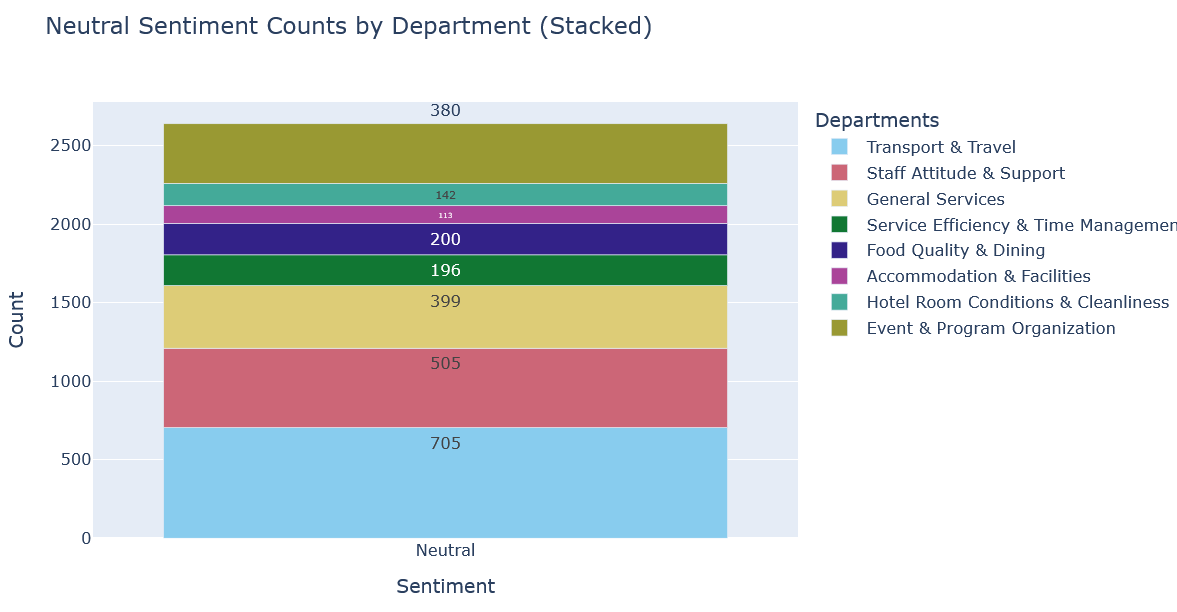 Neutral Sentiment Counts by Department (Stacked)
380
Departments
2500
Transport & Travel
Staff Attitude & Support
142
General Services
113
2000
Service Efficiency & Time Managemen
200
Food Quality & Dining
196
Accommodation & Facilities
1500
399
Hotel Room Conditions & Cleanliness
Event & Program Organization
Count
505
1000
705
500
0
Neutral
Sentiment